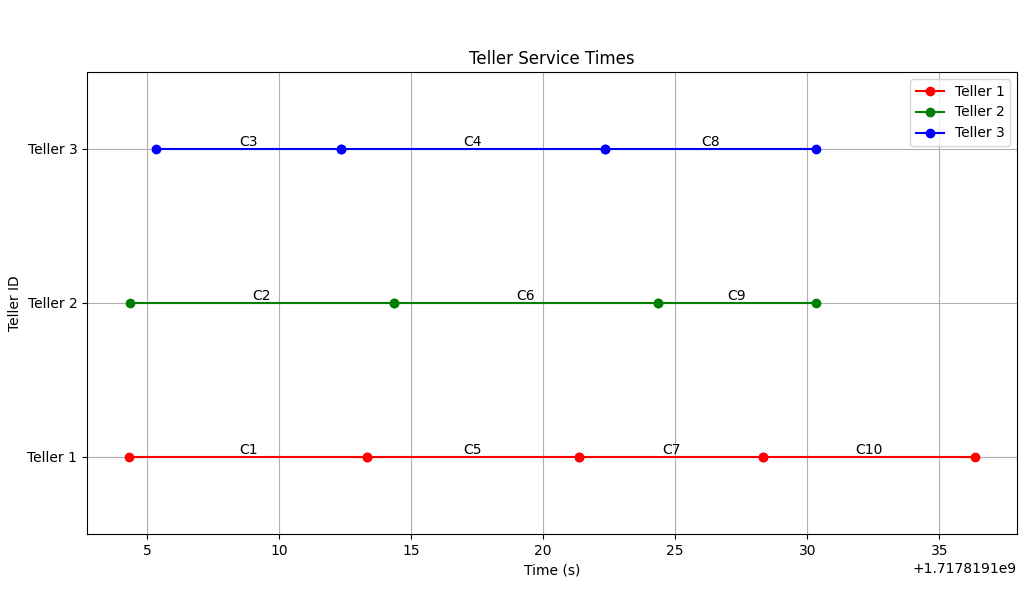 Teller Service Times
Teller 1
Teller 2
Teller 3
Teller 3
C3 C4 C8
Teller 2
C2 C6 C9
Teller 1
C1 C5 C7 C10
Teller ID
5 10 15 20 25 30 35
Time (s)
+1.7178191e9